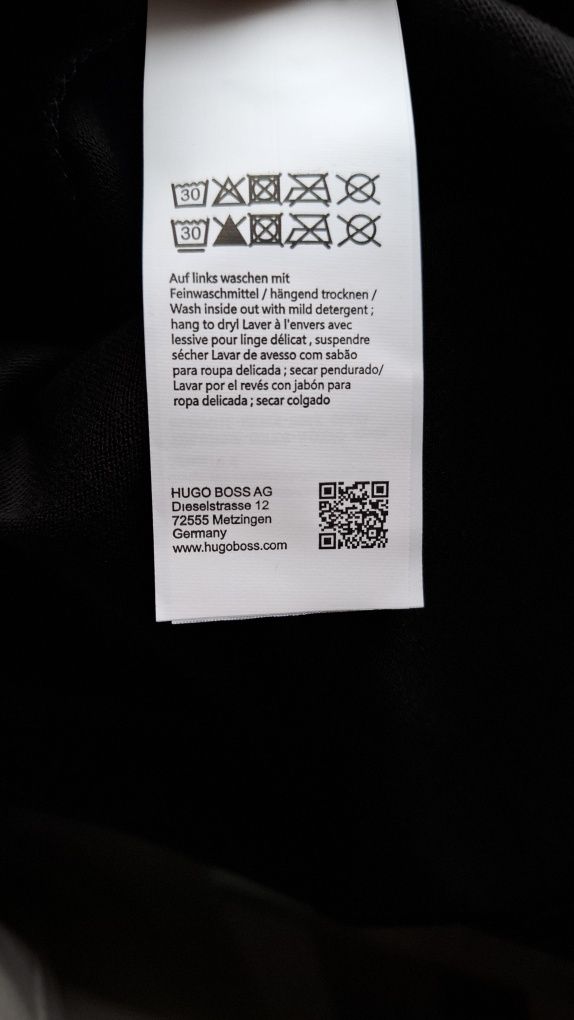 30
30
Auf links waschen mit
Feinwaschmittel / hängend trocknen /
Wash inside out with mild detergent ;
hang to dryl Laver à l'envers avec
lessive pour linge délicat , suspendre
sécher Lavar de avesso com sabão
para roupa delicada ; secar pendurado/
Lavar por el revés con jabón para
ropa delicada ; secar colgado
HUGO BOSS AG
Dieselstrasse 12
72555 Metzingen
Germany
www.hugoboss.com